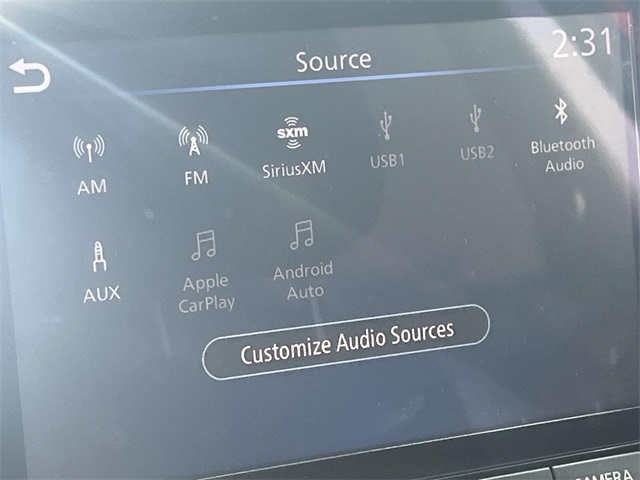 Source
2:31
sxm
AM
FM
SiriusXM
USB1
USB2
Bluetooth
Audio
AUX
Apple
CarPlay
Android
Auto
Customize Audio Sources
CAMERA